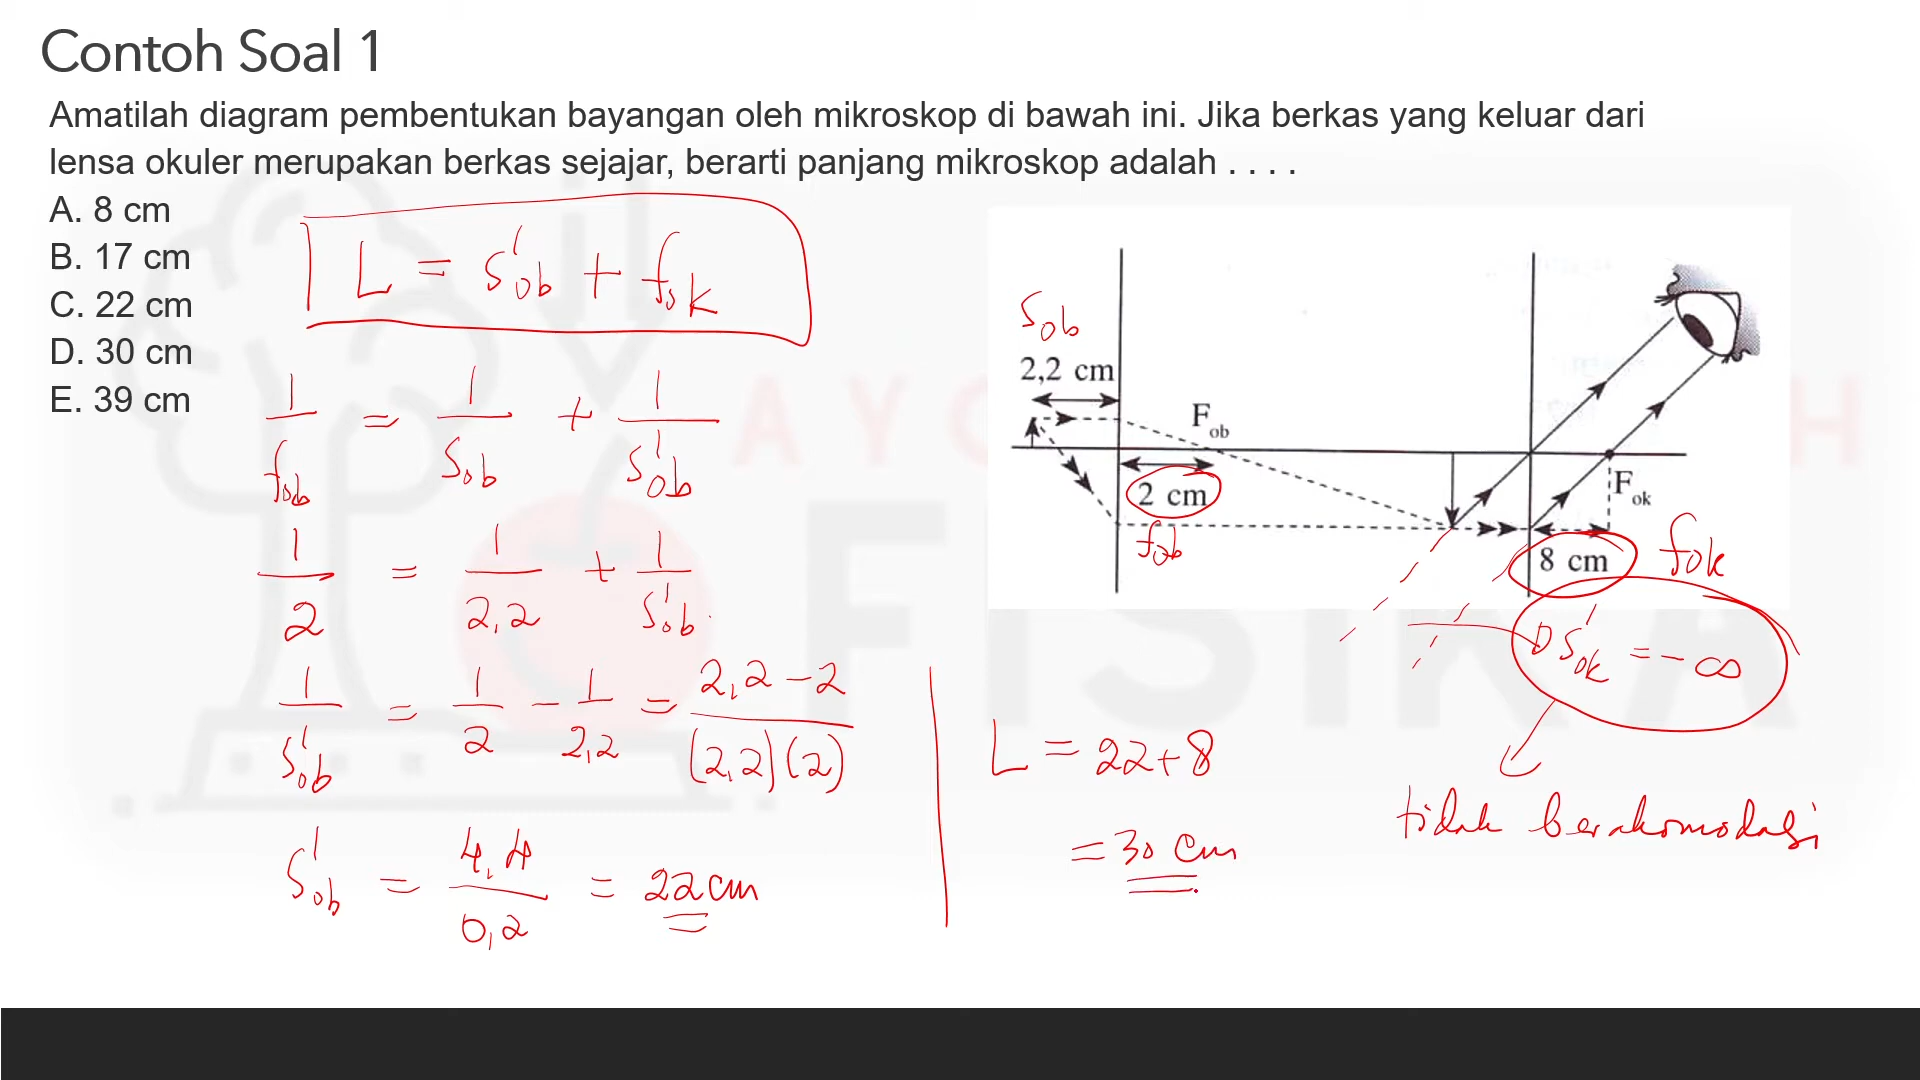 Contoh Soal 1
Amatilah diagram pembentukan bayangan oleh mikroskop di bawah ini. Jika berkas yang keluar dari
lensa okuler merupakan berkas sejajar, berarti panjang mikroskop adalah . . . .
A. 8 cm
B. 17 cm
C. 22 cm
D. 30 cm
E. 39 cm
L = S'ob + fok
1/fob = 1/Sob + 1/S'ob
1/2 = 1/2,2 + 1/S'ob
1/S'ob = 1/2 - 1/2,2 = 2,2 - 2/(2,2)(2)
S'ob = 4,4/0,2 = 22 cm
Sob
2,2 cm
Fob
2 cm
fob
Fok
8 cm
fok
S'ok = -∞
tidak berakomodasi
L = 22 + 8
= 30 cm
AYO
H
FISIKA